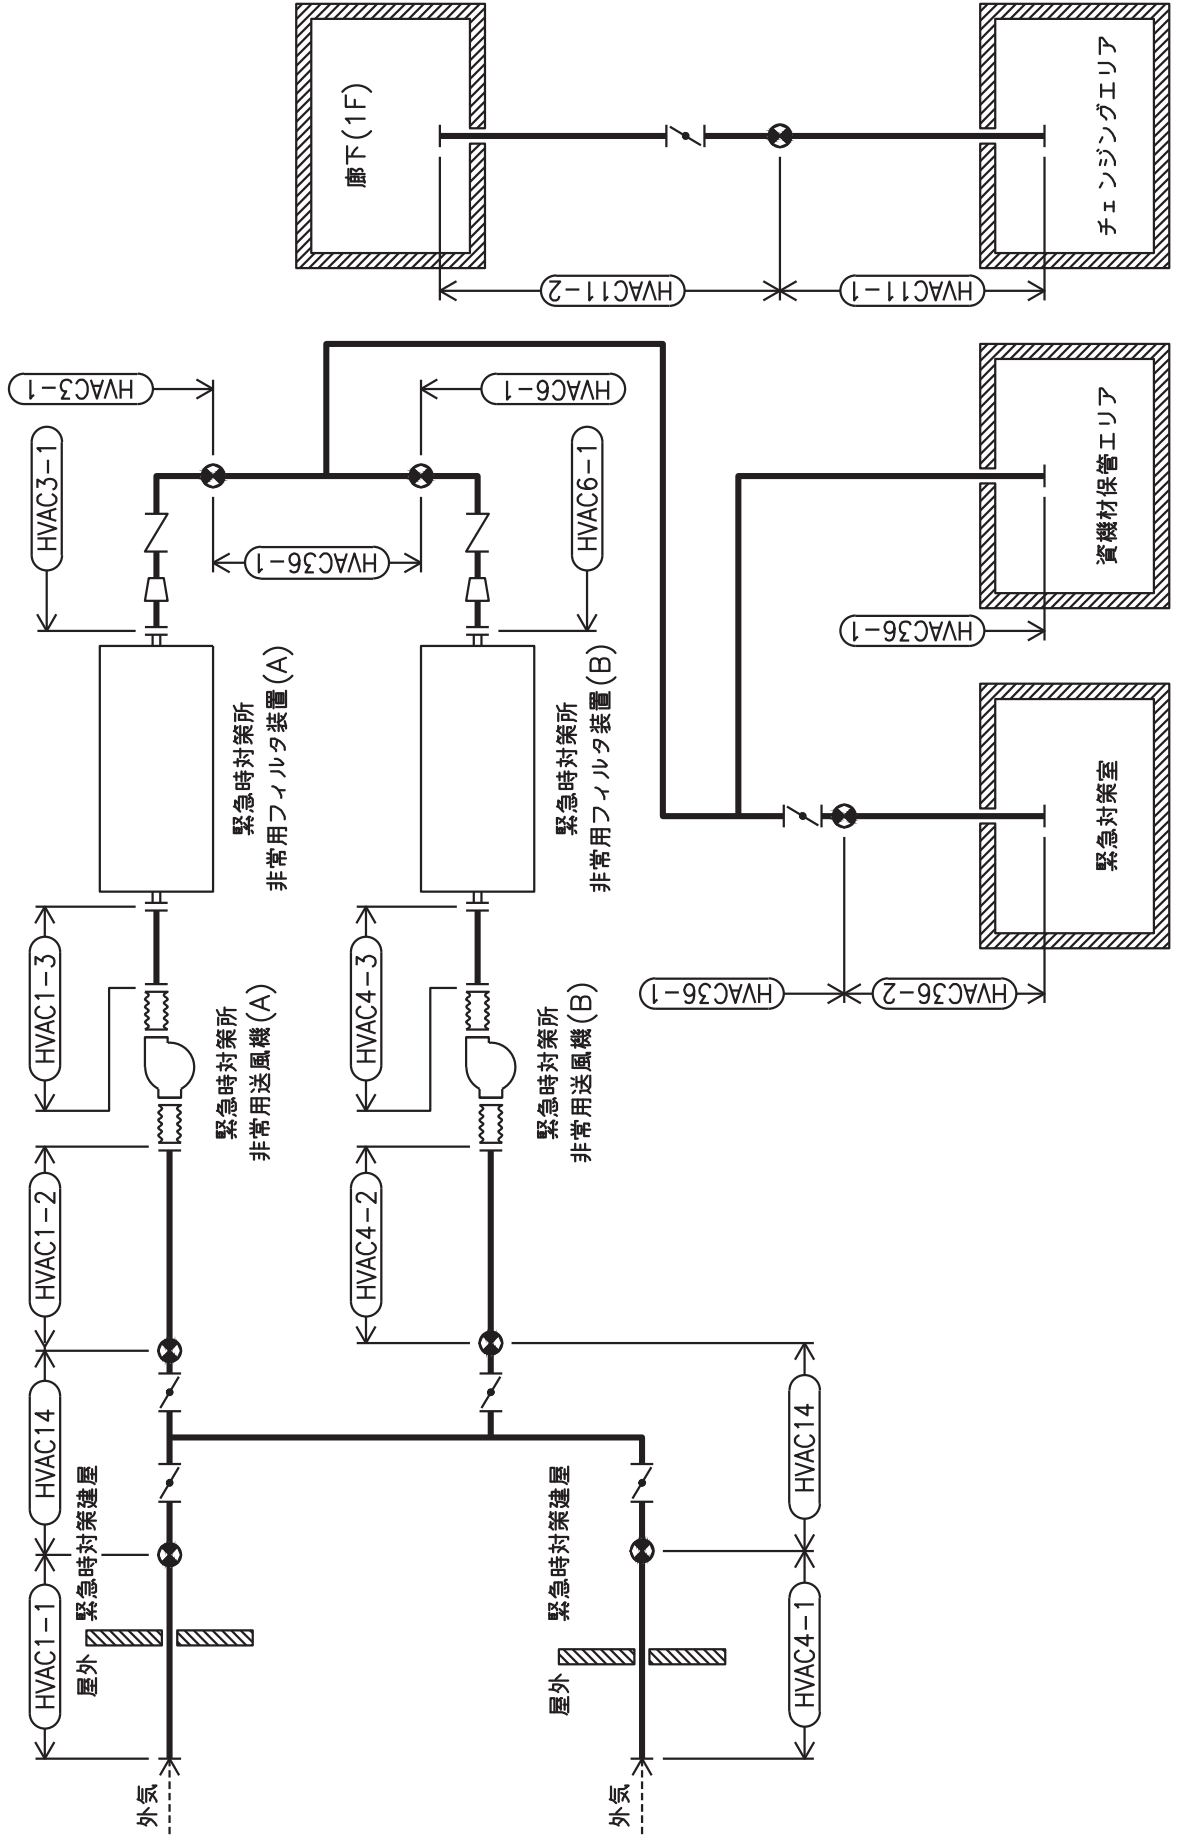 外気
外気
屋外
緊急時対策建屋
屋外
緊急時対策建屋
HVAC1-1
HVAC14
HVAC1-2
HVAC1-3
HVAC3-1
HVAC3-1
HVAC4-1
HVAC14
HVAC4-2
HVAC4-3
HVAC6-1
HVAC6-1
HVAC36-1
緊急時対策所
非常用送風機(A)
緊急時対策所
非常用フィルタ装置(A)
緊急時対策所
非常用送風機(B)
緊急時対策所
非常用フィルタ装置(B)
HVAC36-1
HVAC36-2
緊急対策室
HVAC36-1
資機材保管エリア
HVAC11-2
HVAC11-1
廊下(1F)
チェンジングエリア